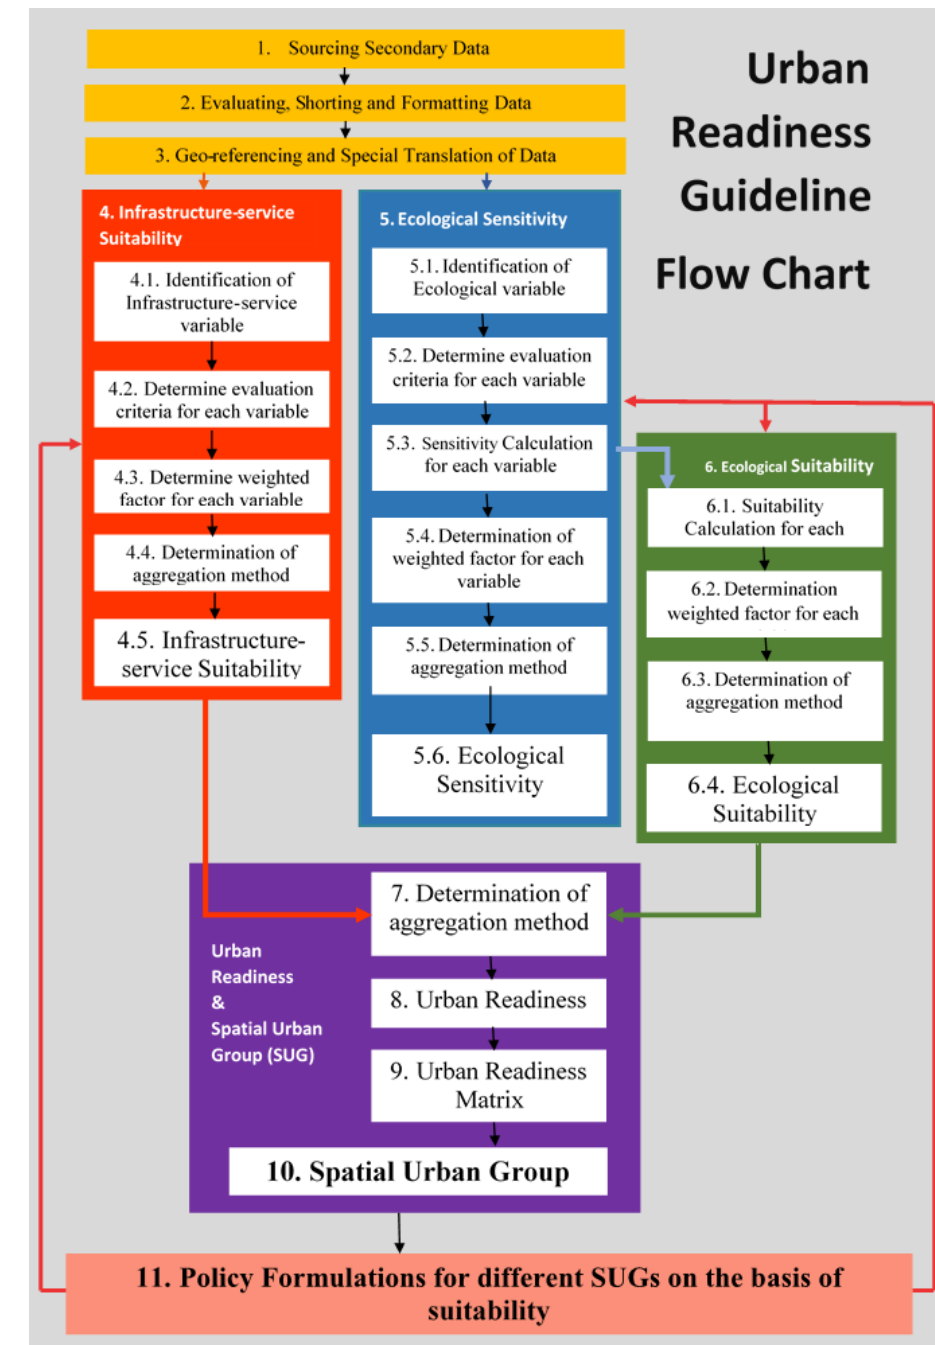 Urban
Readiness
Guideline
Flow Chart
1. Sourcing Secondary Data
2. Evaluating, Shorting and Formatting Data
3. Geo-referencing and Special Translation of Data
4. Infrastructure-service
Suitability
4.1. Identification of
Infrastructure-service
variable
4.2. Determine evaluation
criteria for each variable
4.3. Determine weighted
factor for each variable
4.4. Determination of
aggregation method
4.5. Infrastructure-
service Suitability
5. Ecological Sensitivity
5.1. Identification of
Ecological variable
5.2. Determine evaluation
criteria for each variable
5.3. Sensitivity Calculation
for each variable
5.4. Determination of
weighted factor for each
variable
5.5. Determination of
aggregation method
5.6. Ecological
Sensitivity
6. Ecological Suitability
6.1. Suitability
Calculation for each
6.2. Determination
weighted factor for each
6.3. Determination of
aggregation method
6.4. Ecological
Suitability
Urban
Readiness
&
Spatial Urban
Group (SUG)
7. Determination of
aggregation method
8. Urban Readiness
9. Urban Readiness
Matrix
10. Spatial Urban Group
11. Policy Formulations for different SUGs on the basis of
suitability